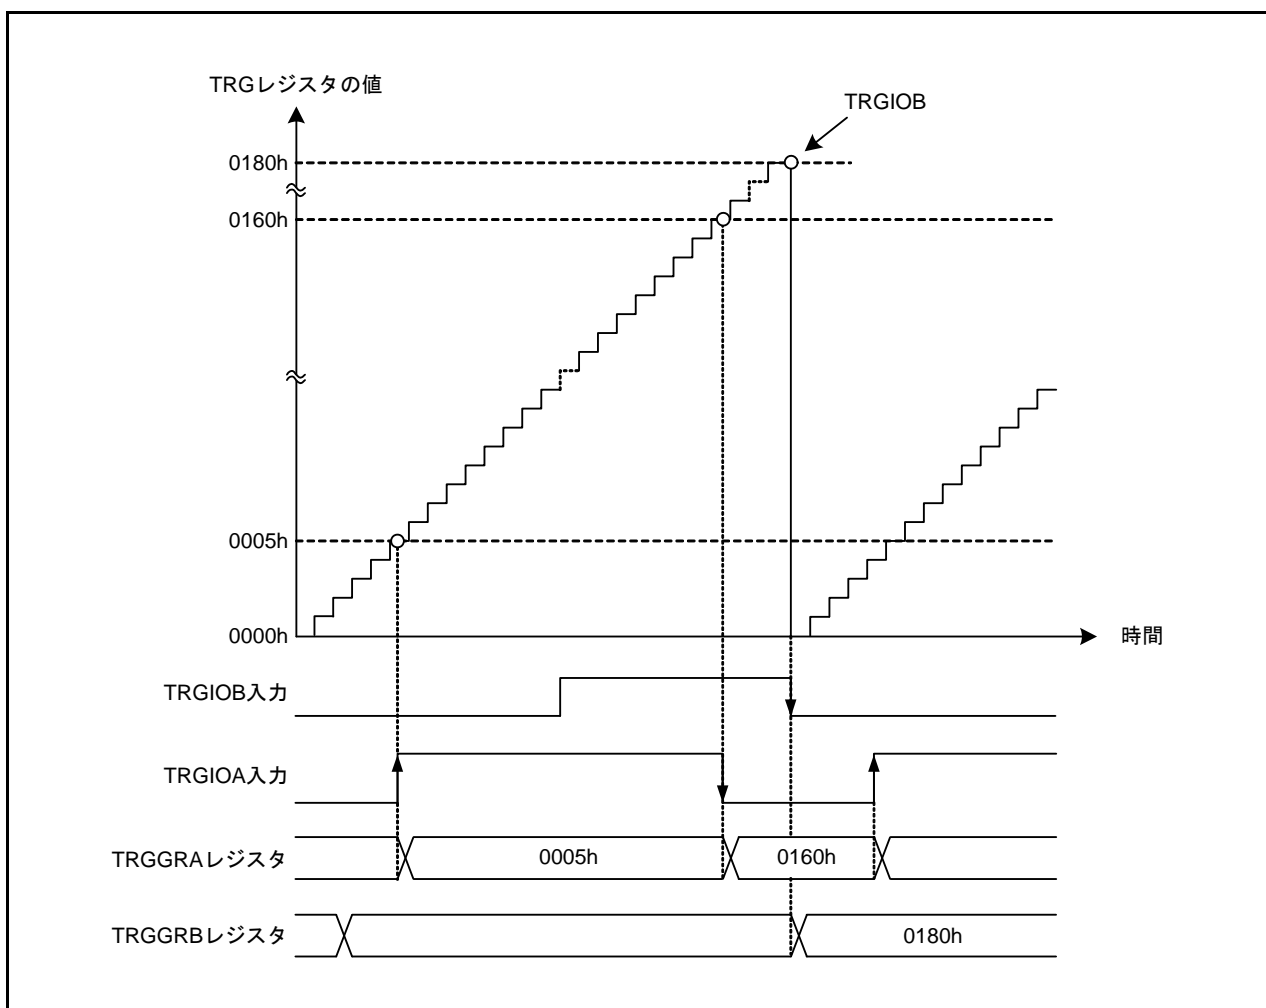 TRGレジスタの値
TRGIOB
0180h
0160h
0005h
0000h
時間
TRGIOB入力
TRGIOA入力
TRGGRAレジスタ
0005h
0160h
TRGGRBレジスタ
0180h